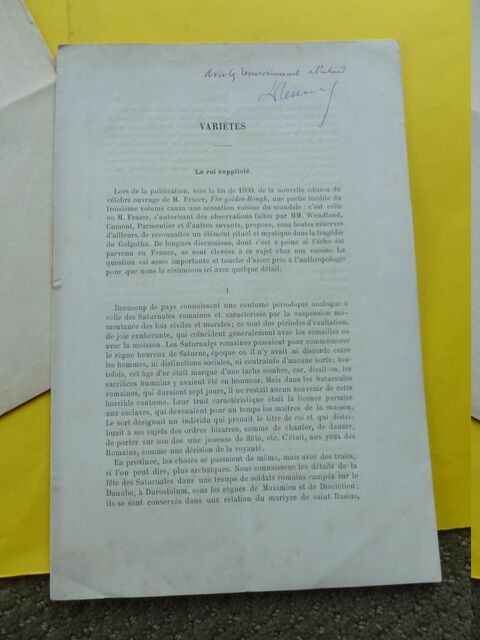 VARIÉTÉS
Le roi supplicié.
Lors de la publication, vers la fin de 1900, de la nouvelle édition du
célèbre ouvrage de M. Frazer, The golden Bough, une partie inédite du
troisième volume causa une sensation voisine du scandale : c'est celle
où M. Frazer, s'autorisant des observations faites par MM. Wendland,
Cumont, Parmentier et d'autres savants, propose, sous toutes réserves
d'ailleurs, de reconnaître un élément rituel et mystique dans la tragédie
du Golgotha. De longues discussions, dont c'est à peine si l'écho est
parvenu en France, se sont élevées à ce sujet chez nos voisins. La
question est assez importante et touche d'assez près à l'anthropologie
pour que nous la résumions ici avec quelque détail.
I
Beaucoup de pays connaissent une coutume périodique analogue à
celle des Saturnales romaines et caractérisée par la suspension mo-
mentanée des lois civiles et morales ; ce sont des périodes d'exaltation,
de joie exubérante, qui coïncident généralement avec les semailles ou
avec la moisson. Les Saturnales romaines passaient pour commémorer
le règne heureux de Saturne, époque où il n'y avait ni discorde entre
les hommes, ni distinctions sociales, ni contrainte d'aucune sorte ; tou-
tefois, cet âge d'or était marqué d'une tache sombre, car, disait-on, les
sacrifices humains y avaient été en honneur. Mais dans les Saturnales
romaines, qui duraient sept jours, il ne restait aucun souvenir de cette
horrible coutume. Leur trait caractéristique était la licence permise
aux esclaves, qui devenaient pour un temps les maîtres de la maison.
Le sort désignait un individu qui prenait le titre de roi et qui distri-
buait à ses sujets des ordres bizarres, comme de chanter, de danser,
de porter sur son dos une joueuse de flûte, etc. C'était, aux yeux des
Romains, comme une dérision de la royauté.
En province, les choses se passaient de même, mais avec des traits,
si l'on peut dire, plus archaïques. Nous connaissons les détails de la
fête des Saturnales dans une troupe de soldats romains campés sur le
Danube, à Durostolum, sous les règnes de Maximien et de Dioclétien ;
ils se sont conservés dans une relation du martyre de saint Dasius,